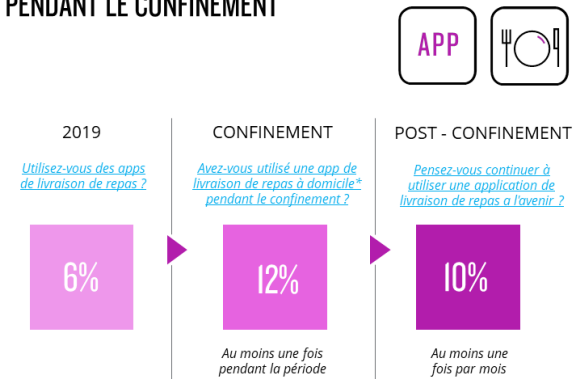 PENDANT LE CONFINEMENT
APP
2019
Utilisez-vous des apps
de livraison de repas ?
6%
CONFINEMENT
Avez-vous utilisé une app de
livraison de repas à domicile*
pendant le confinement ?
12%
Au moins une fois
pendant la période
POST - CONFINEMENT
Pensez-vous continuer à
utiliser une application de
livraison de repas a l'avenir ?
10%
Au moins une
fois par mois